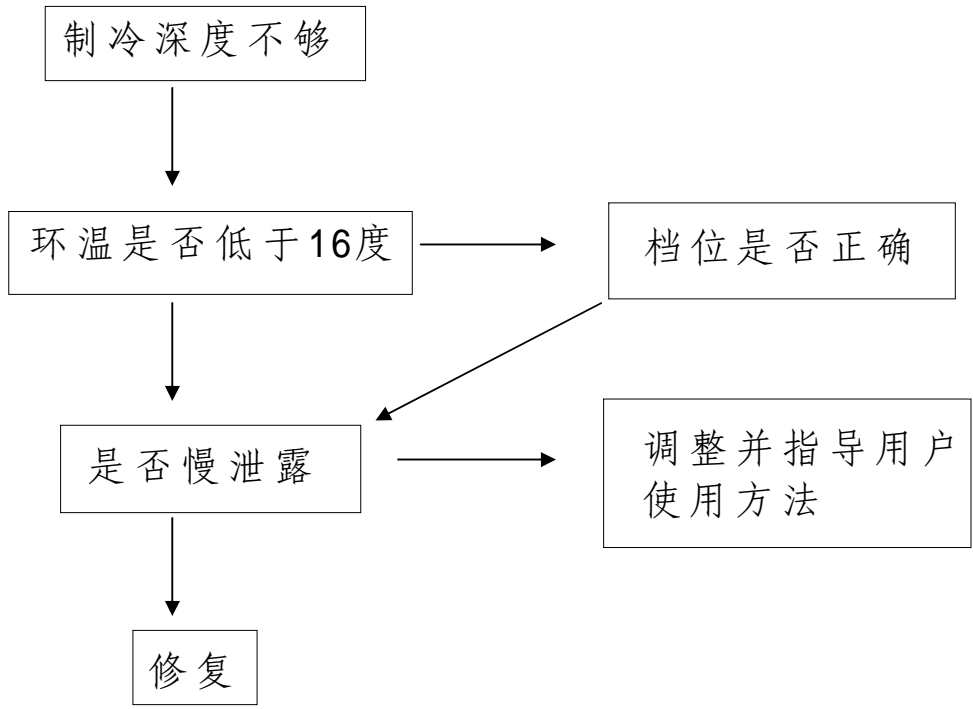 制冷深度不够
环温是否低于16度
档位是否正确
是否慢泄露
调整并指导用户
使用方法
修复